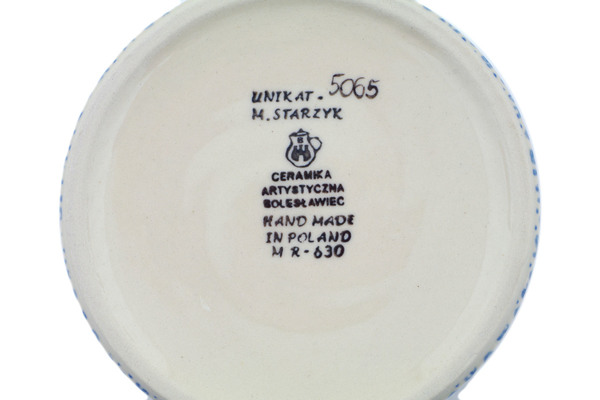 UNIKAT - 5065
M. STARZYK
CERAMIKA
ARTYSTYCZNA
BOLESŁAWIEC
HAND MADE
IN POLAND
M R - 630